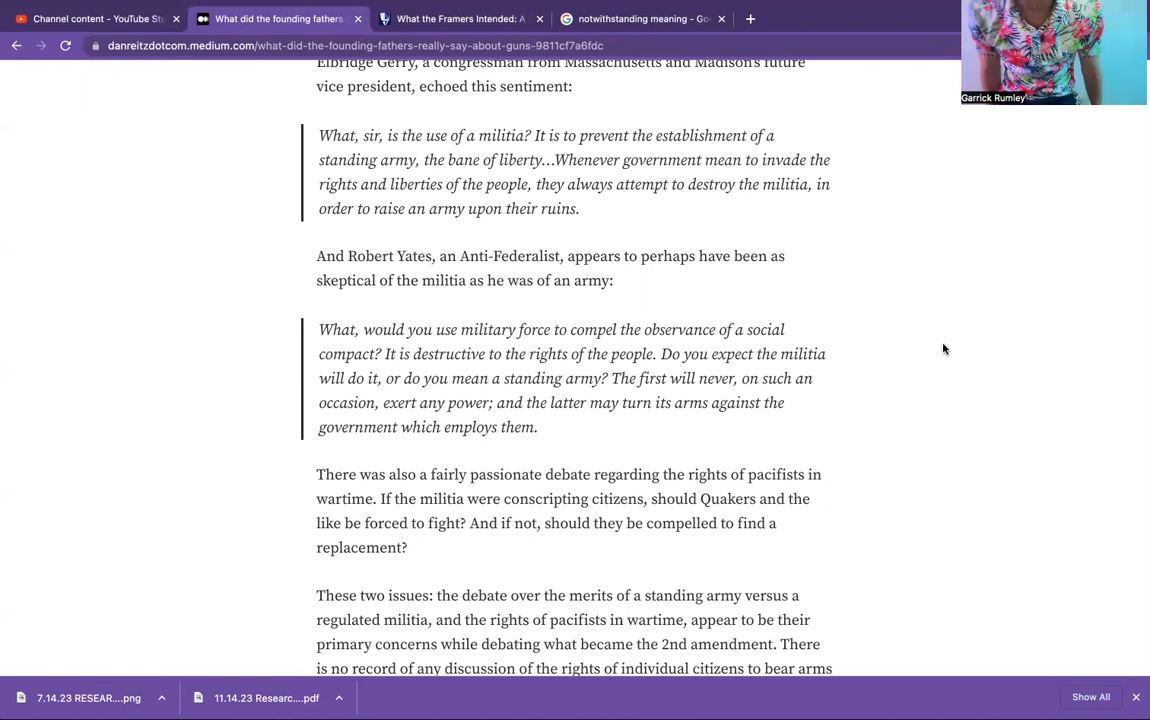 Channel content - YouTube St
What did the founding fathers
What the Framers Intended: A
notwithstanding meaning - Go
danreitzdotcom.medium.com/what-did-the-founding-fathers-really-say-about-guns-9811cf7a6fdc
Garrick Rumley
Elbridge Gerry, a congressman from Massachusetts and Madison's future
vice president, echoed this sentiment:
What, sir, is the use of a militia? It is to prevent the establishment of a
standing army, the bane of liberty…Whenever government mean to invade the
rights and liberties of the people, they always attempt to destroy the militia, in
order to raise an army upon their ruins.
And Robert Yates, an Anti-Federalist, appears to perhaps have been as
skeptical of the militia as he was of an army:
What, would you use military force to compel the observance of a social
compact? It is destructive to the rights of the people. Do you expect the militia
will do it, or do you mean a standing army? The first will never, on such an
occasion, exert any power; and the latter may turn its arms against the
government which employs them.
There was also a fairly passionate debate regarding the rights of pacifists in
wartime. If the militia were conscripting citizens, should Quakers and the
like be forced to fight? And if not, should they be compelled to find a
replacement?
These two issues: the debate over the merits of a standing army versus a
regulated militia, and the rights of pacifists in wartime, appear to be their
primary concerns while debating what became the 2nd amendment. There
is no record of any discussion of the rights of individual citizens to bear arms
7.14.23 RESEAR....png
11.14.23 Researc....pdf
Show All